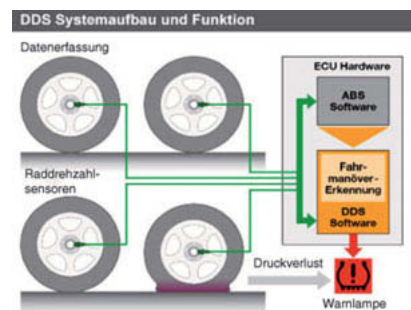 DDS Systemaufbau und Funktion
Datenerfassung
ECU Hardware
ABS
Software
Raddrehzahl-
sensoren
Fahr-
manöver-
Erkennung
DDS
Software
Druckverlust
Warnlampe